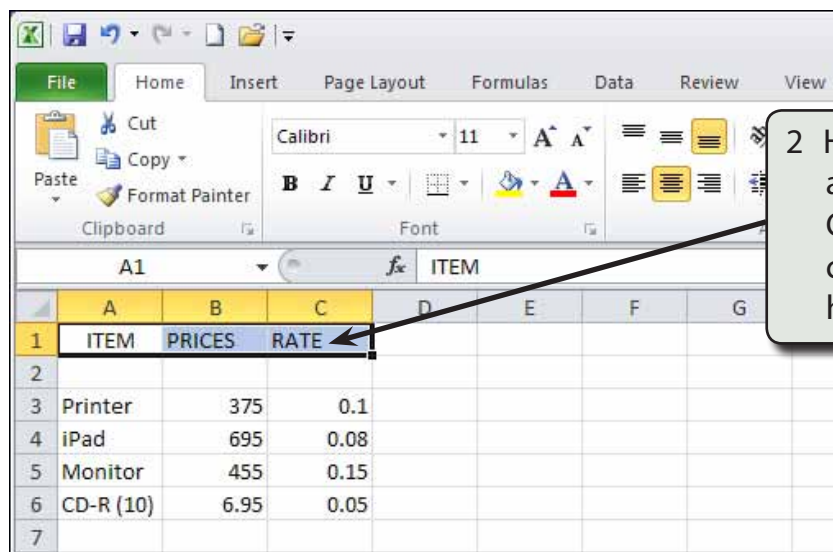 File Home Insert Page Layout Formulas Data Review View
Cut
Copy
Paste
Format Painter
Calibri 11 A A
B I U A
Clipboard Font
2
A1 fx ITEM
A B C D E F G
1 ITEM PRICES RATE
2
3 Printer 375 0.1
4 iPad 695 0.08
5 Monitor 455 0.15
6 CD-R (10) 6.95 0.05
7